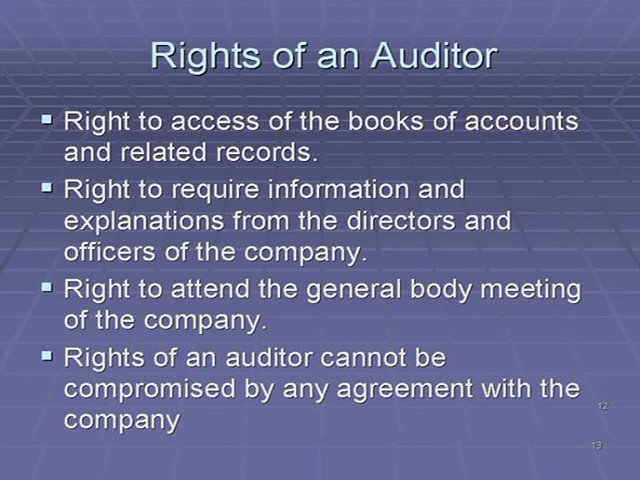 Rights of an Auditor
▪ Right to access of the books of accounts
and related records.
▪ Right to require information and
explanations from the directors and
officers of the company.
▪ Right to attend the general body meeting
of the company.
▪ Rights of an auditor cannot be
compromised by any agreement with the
company
12
13